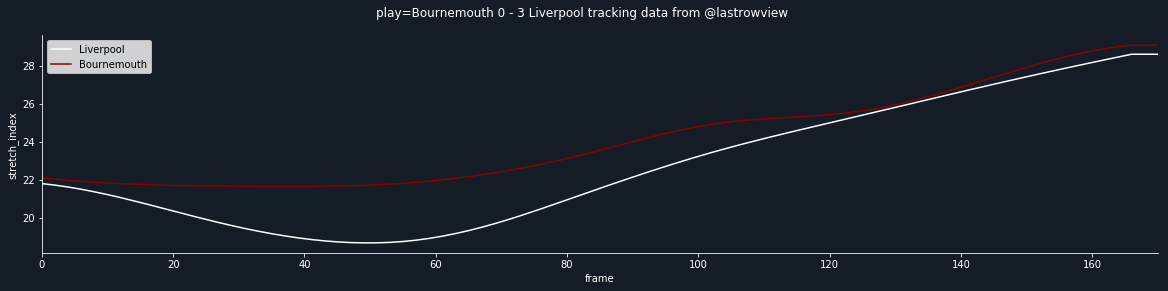 play=Bournemouth 0 - 3 Liverpool tracking data from @lastrowview
Liverpool
Bournemouth
28
26
24
22
20
stretch_index
0 20 40 60 80 100 120 140 160
frame